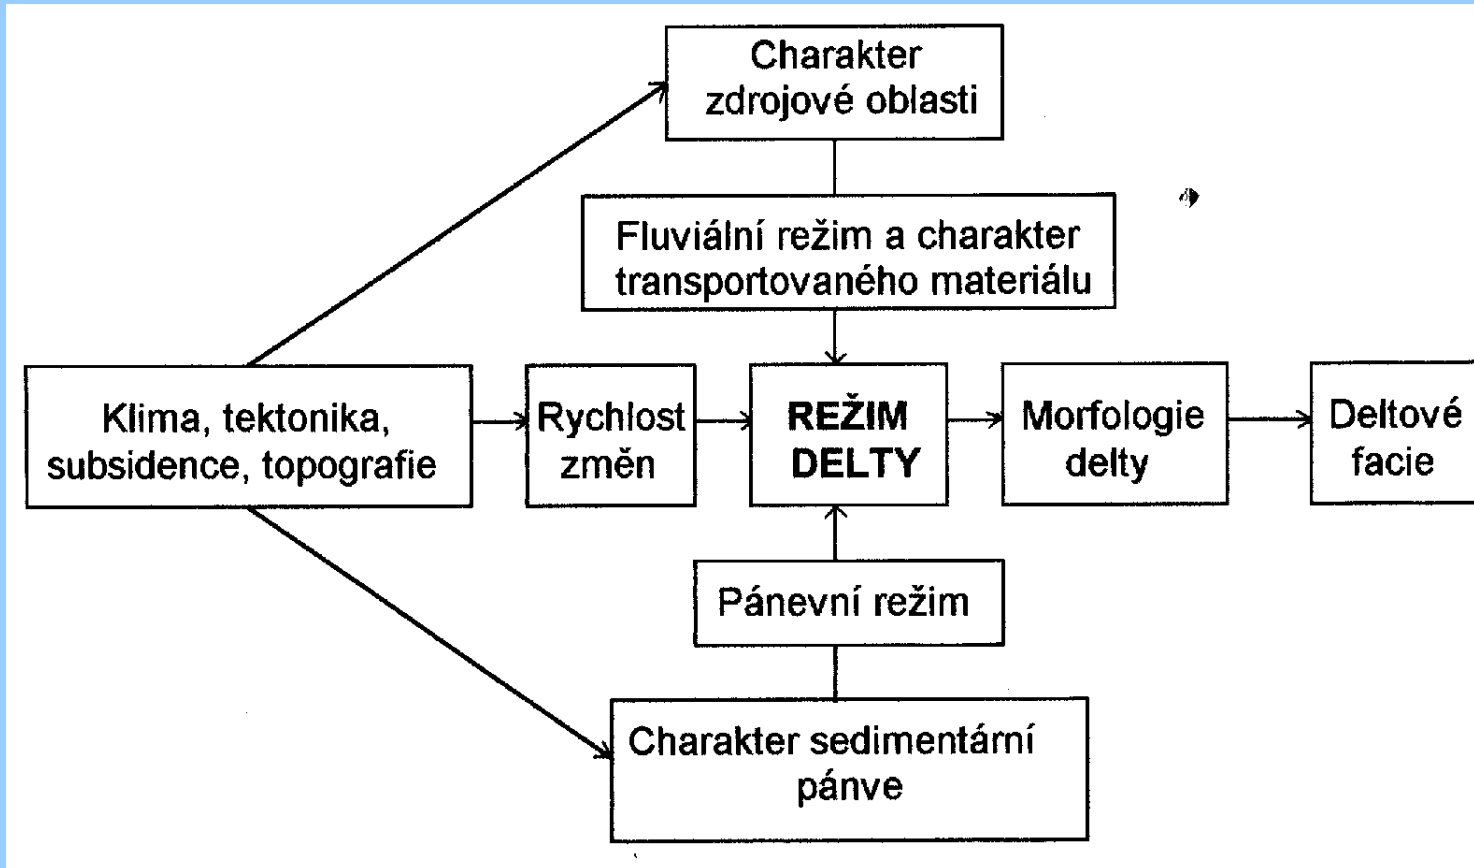 Charakter
zdrojové oblasti
Fluviální režim a charakter
transportovaného materiálu
Klima, tektonika,
subsidence, topografie
Rychlost
změn
REŽIM
DELTY
Morfologie
delty
Deltové
facie
Pánevní režim
Charakter sedimentární
pánve